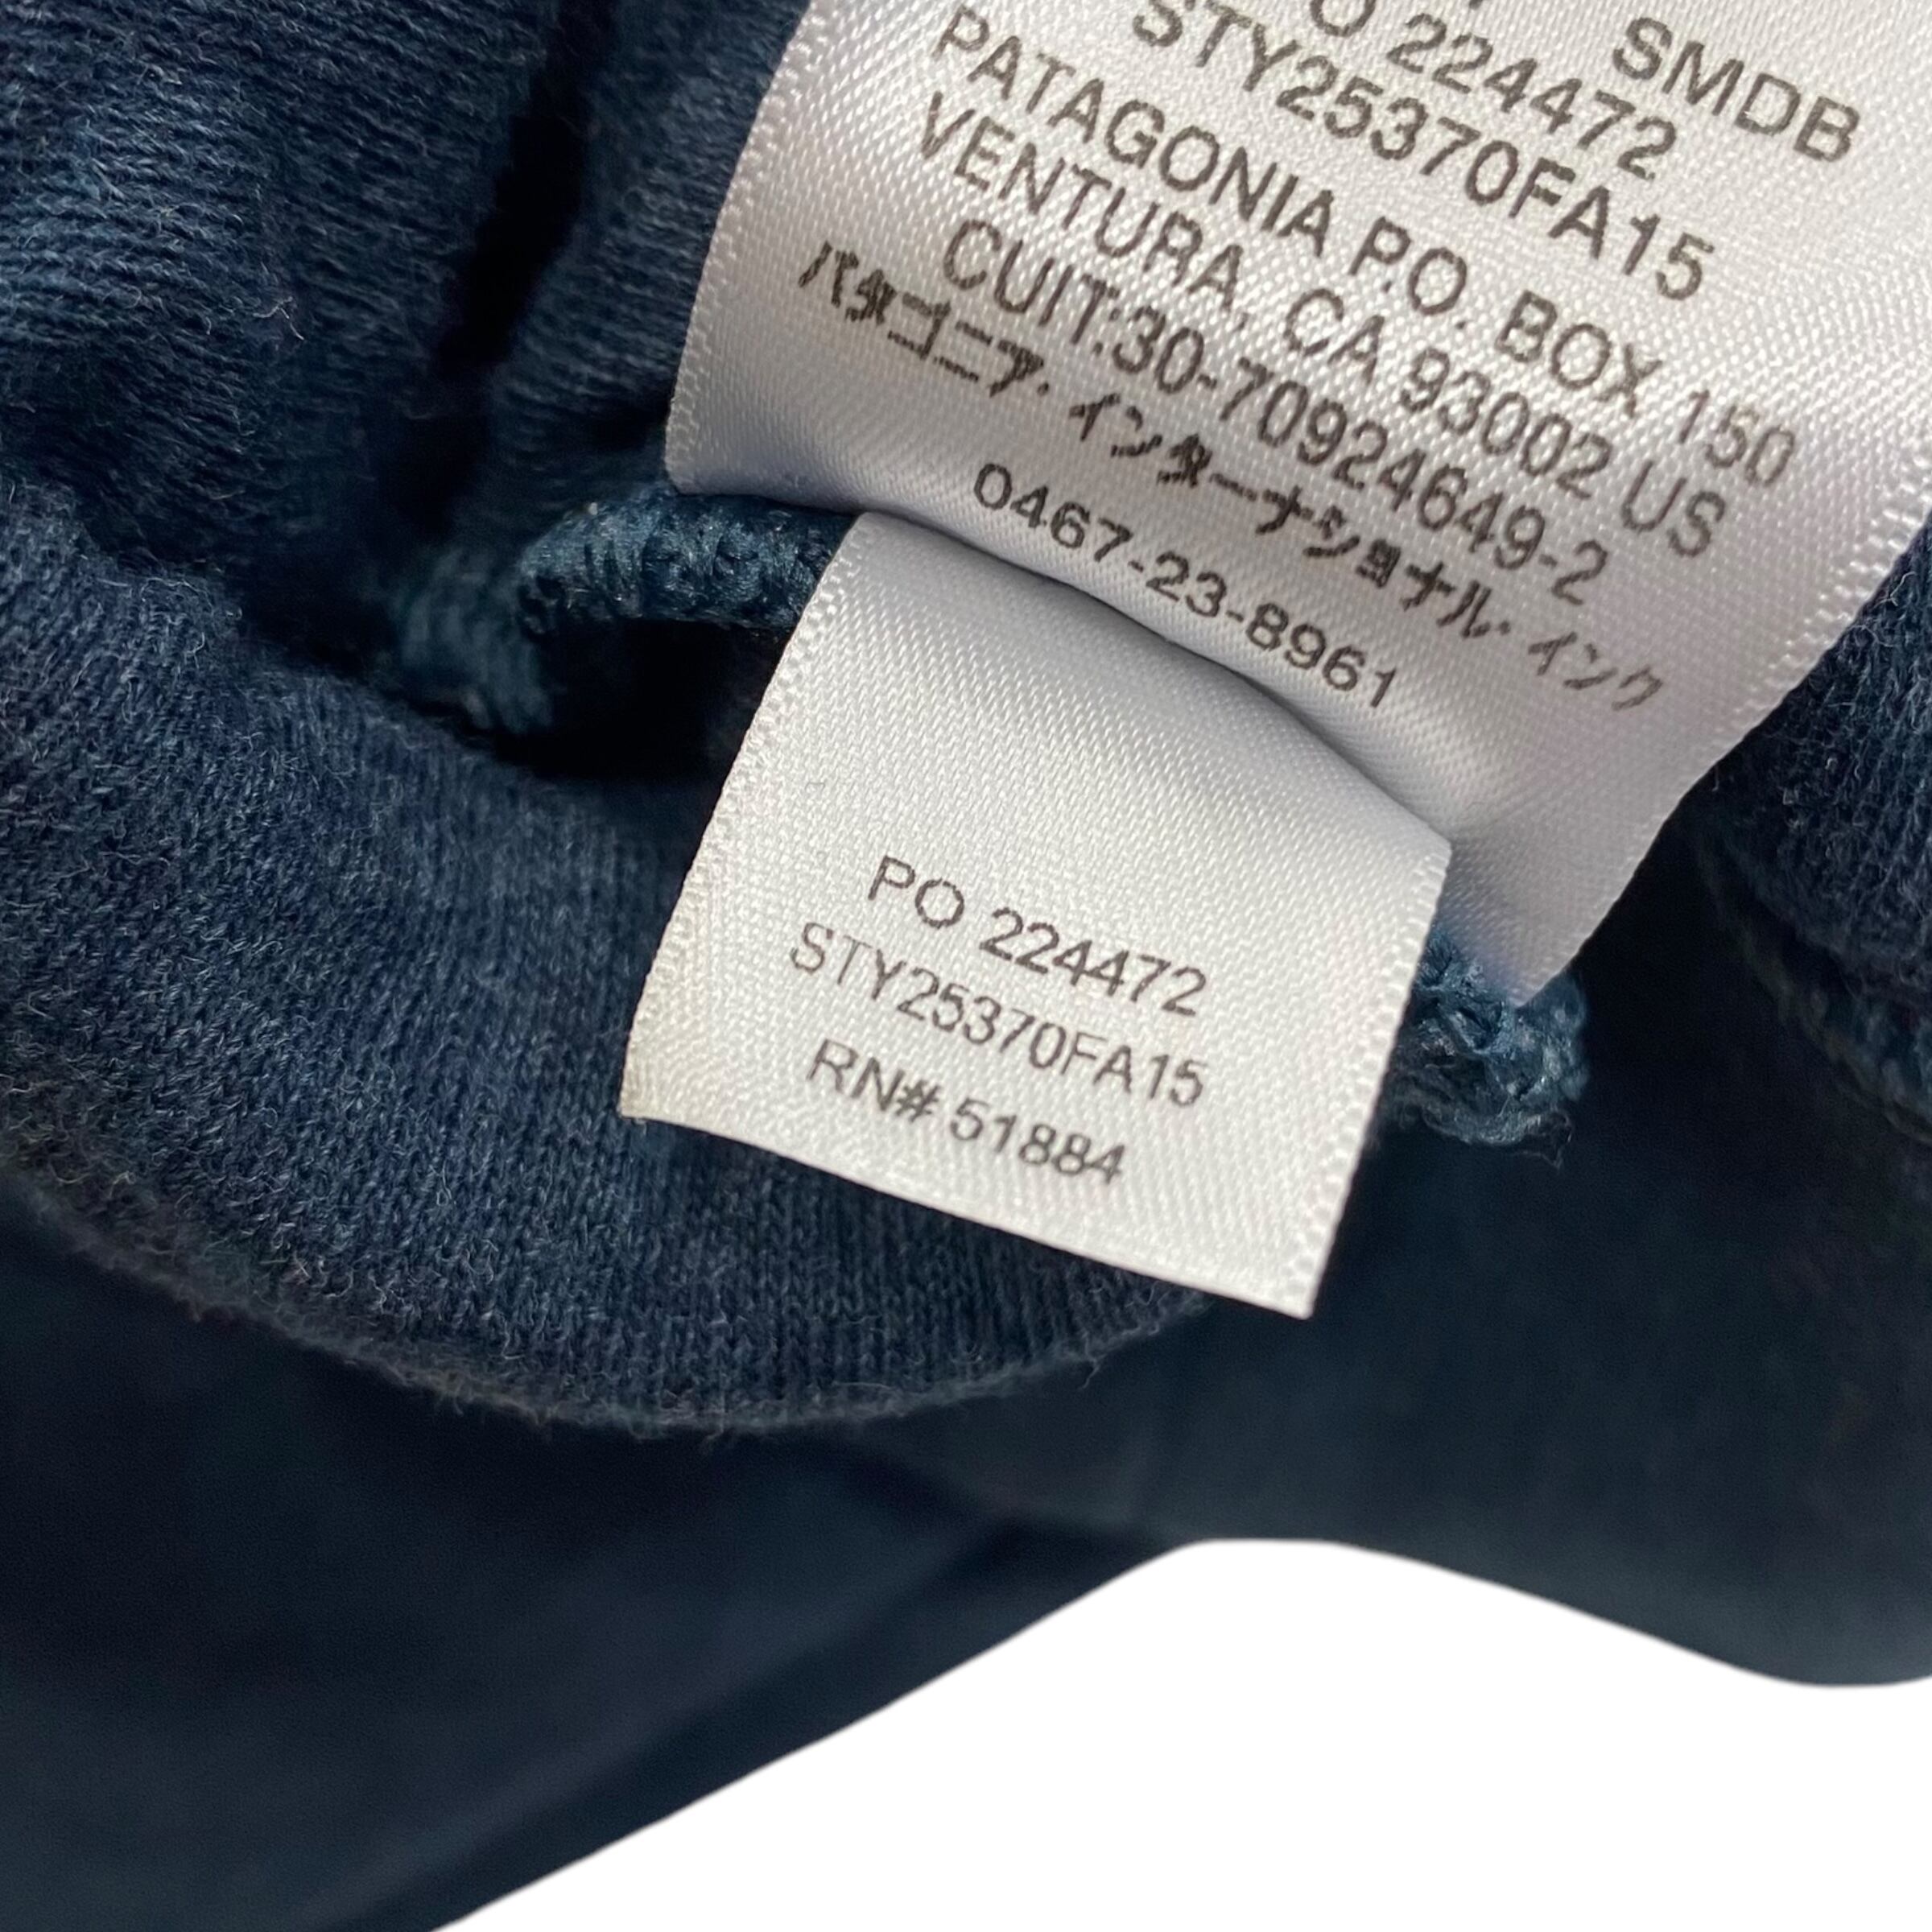 SMDB
PO 224472
STY25370FA15
PATAGONIA P.O. BOX 150
VENTURA, CA 93002 US
CUIT:30-70924649-2
パタゴニア・インターナショナル・インク
0467-23-8961
PO 224472
STY25370FA15
RN# 51884